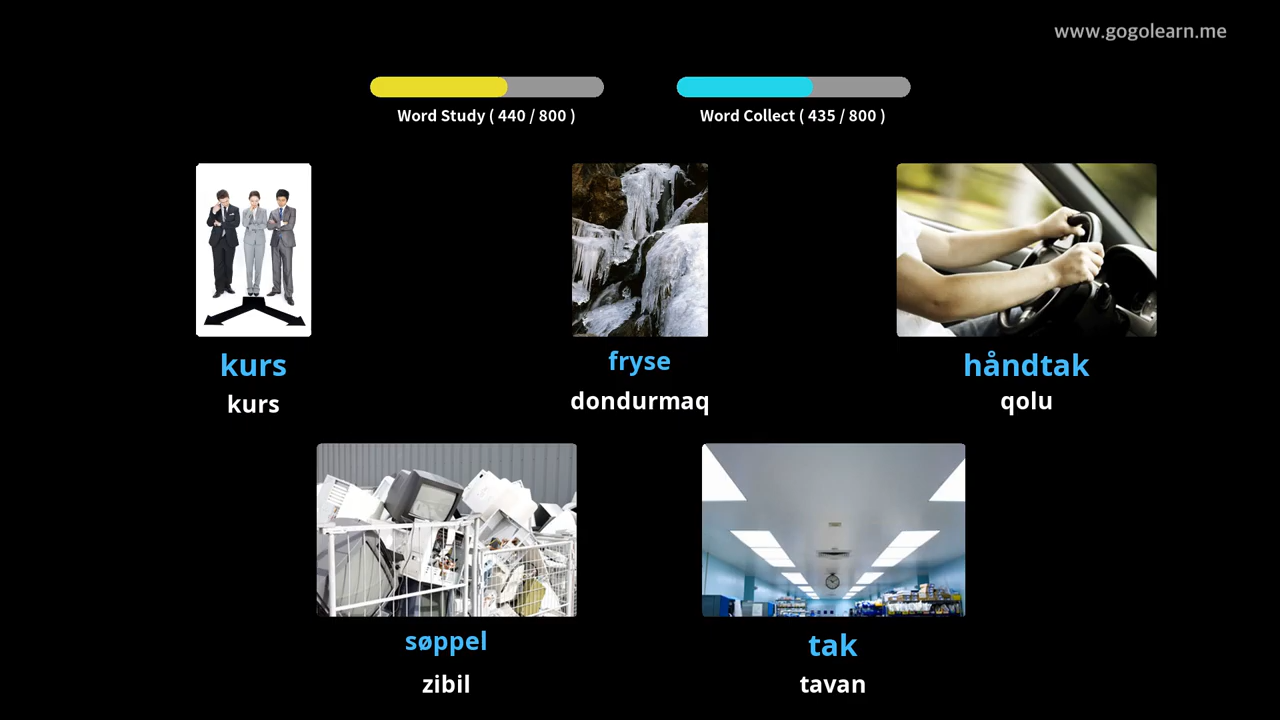 www.gogolearn.me
Word Study ( 440 / 800 )
Word Collect ( 435 / 800 )
kurs
kurs
fryse
dondurmaq
håndtak
qolu
søppel
zibil
tak
tavan